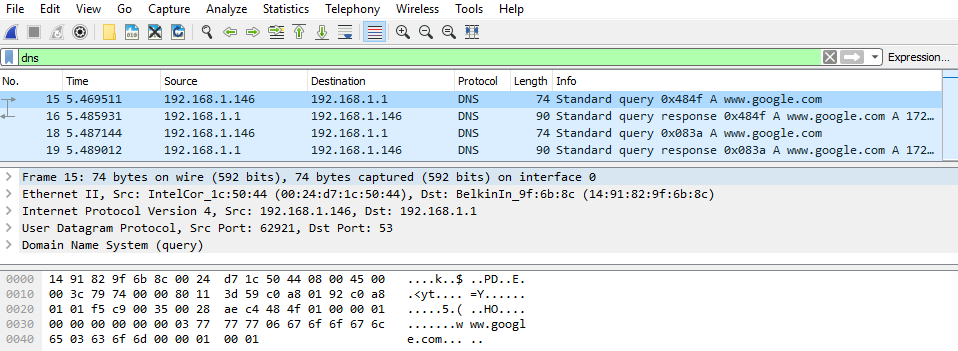 File Edit View Go Capture Analyze Statistics Telephony Wireless Tools Help
dns Expression...
No. Time Source Destination Protocol Length Info
15 5.469511 192.168.1.146 192.168.1.1 DNS 74 Standard query 0x484f A www.google.com
16 5.485931 192.168.1.1 192.168.1.146 DNS 90 Standard query response 0x484f A www.google.com A 172...
18 5.487144 192.168.1.146 192.168.1.1 DNS 74 Standard query 0x083a A www.google.com
19 5.489012 192.168.1.1 192.168.1.146 DNS 90 Standard query response 0x083a A www.google.com A 172...
Frame 15: 74 bytes on wire (592 bits), 74 bytes captured (592 bits) on interface 0
Ethernet II, Src: IntelCor_1c:50:44 (00:24:d7:1c:50:44), Dst: BelkinIn_9f:6b:8c (14:91:82:9f:6b:8c)
Internet Protocol Version 4, Src: 192.168.1.146, Dst: 192.168.1.1
User Datagram Protocol, Src Port: 62921, Dst Port: 53
Domain Name System (query)
0000 14 91 82 9f 6b 8c 00 24 d7 1c 50 44 08 00 45 00 ....k..$ ..PD..E.
0010 00 3c 79 74 00 00 80 11 3d 59 c0 a8 01 92 c0 a8 .<yt.... =Y......
0020 01 01 f5 c9 00 35 00 28 ae c4 48 4f 01 00 00 01 .....5.( ..HO....
0030 00 00 00 00 00 00 03 77 77 77 06 67 6f 6f 67 6c .......w ww.googl
0040 65 03 63 6f 6d 00 00 01 00 01 e.com... ..